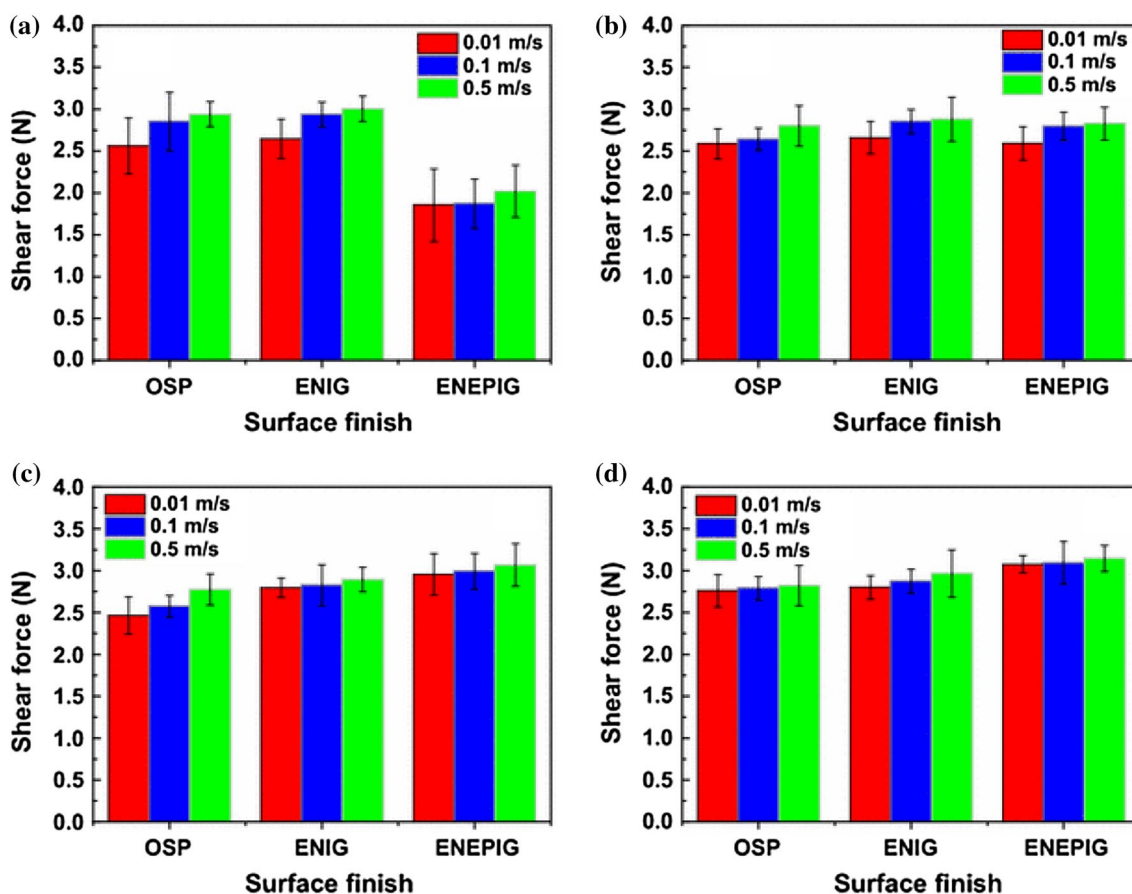 (a)
4.0
3.5
3.0
2.5
2.0
1.5
1.0
0.5
0.0
Shear force (N)
0.01 m/s
0.1 m/s
0.5 m/s
OSP ENIG ENEPIG
Surface finish
(b)
4.0
3.5
3.0
2.5
2.0
1.5
1.0
0.5
0.0
Shear force (N)
0.01 m/s
0.1 m/s
0.5 m/s
OSP ENIG ENEPIG
Surface finish
(c)
4.0
3.5
3.0
2.5
2.0
1.5
1.0
0.5
0.0
Shear force (N)
0.01 m/s
0.1 m/s
0.5 m/s
OSP ENIG ENEPIG
Surface finish
(d)
4.0
3.5
3.0
2.5
2.0
1.5
1.0
0.5
0.0
Shear force (N)
0.01 m/s
0.1 m/s
0.5 m/s
OSP ENIG ENEPIG
Surface finish